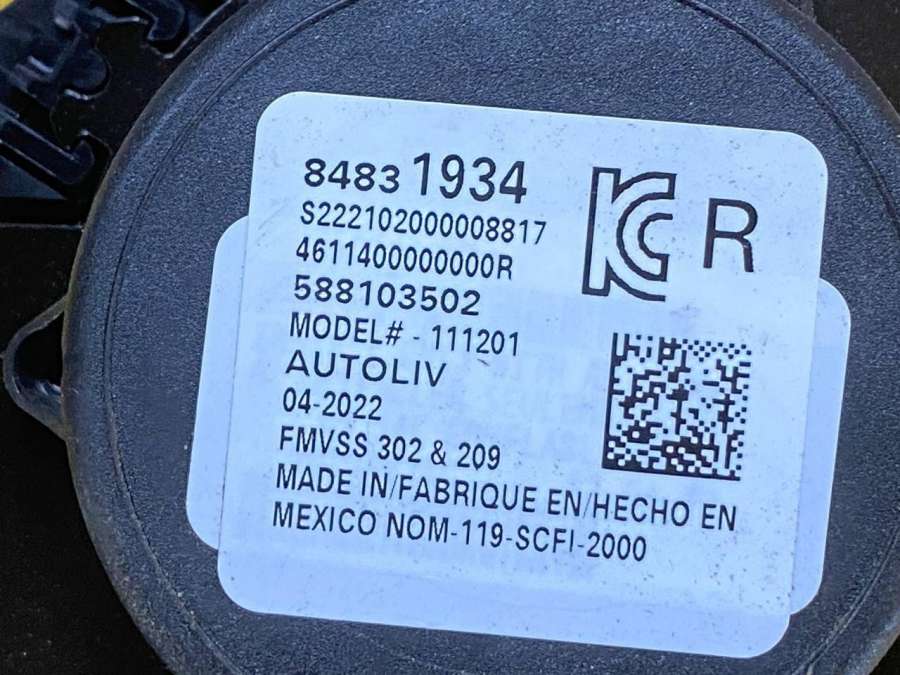 84831934
S222102000008817
4611400000000R
588103502
MODEL# - 111201
AUTOLIV
04-2022
FMVSS 302 & 209
MADE IN/FABRIQUE EN/HECHO EN
MEXICO NOM-119-SCFI-2000
KC R